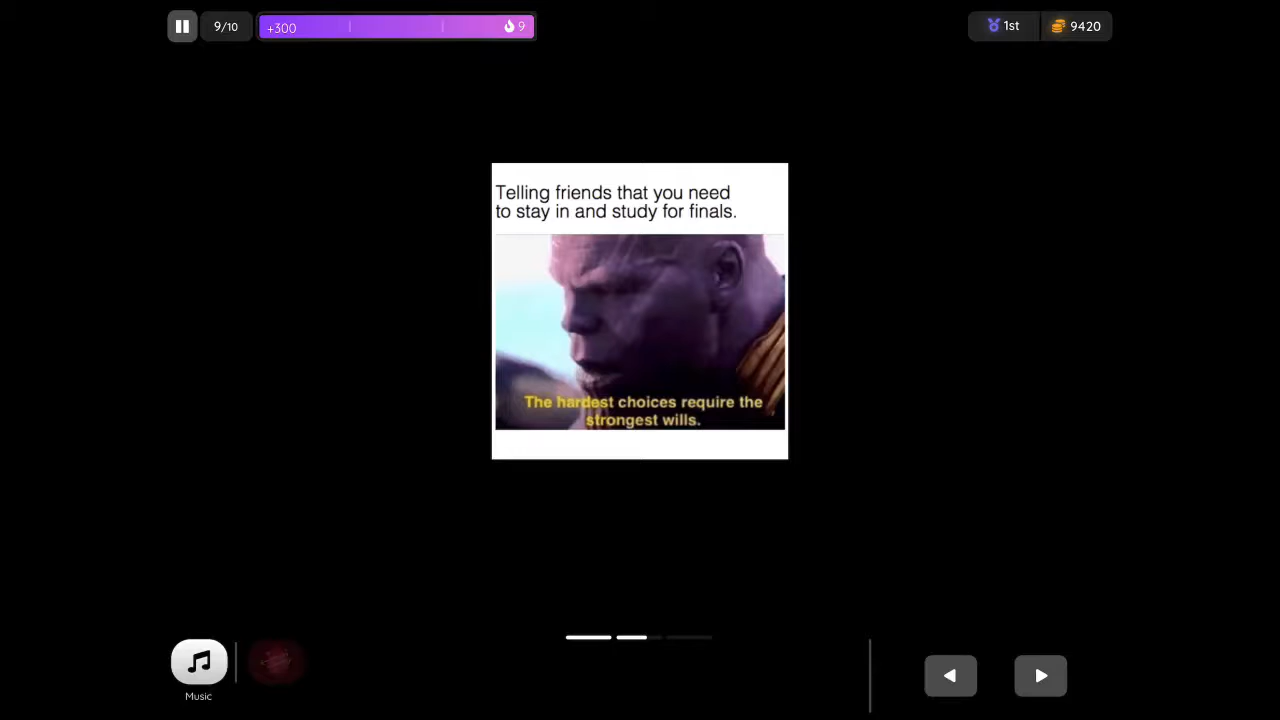 9/10
+300
9
1st
9420
Telling friends that you need
to stay in and study for finals.
The hardest choices require the
strongest wills.
Music